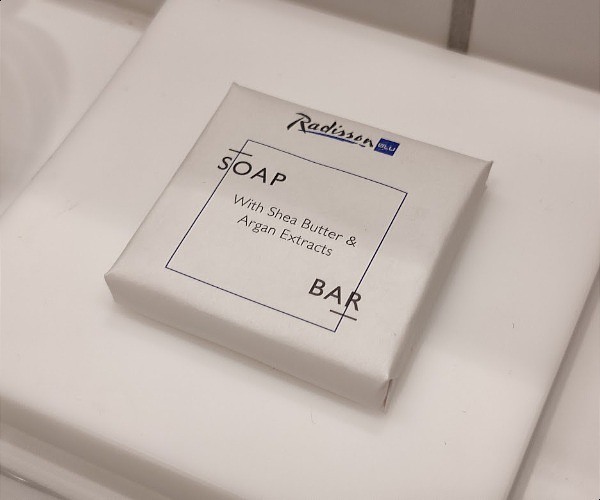 Radisson BLU
SOAP
With Shea Butter &
Argan Extracts
BAR